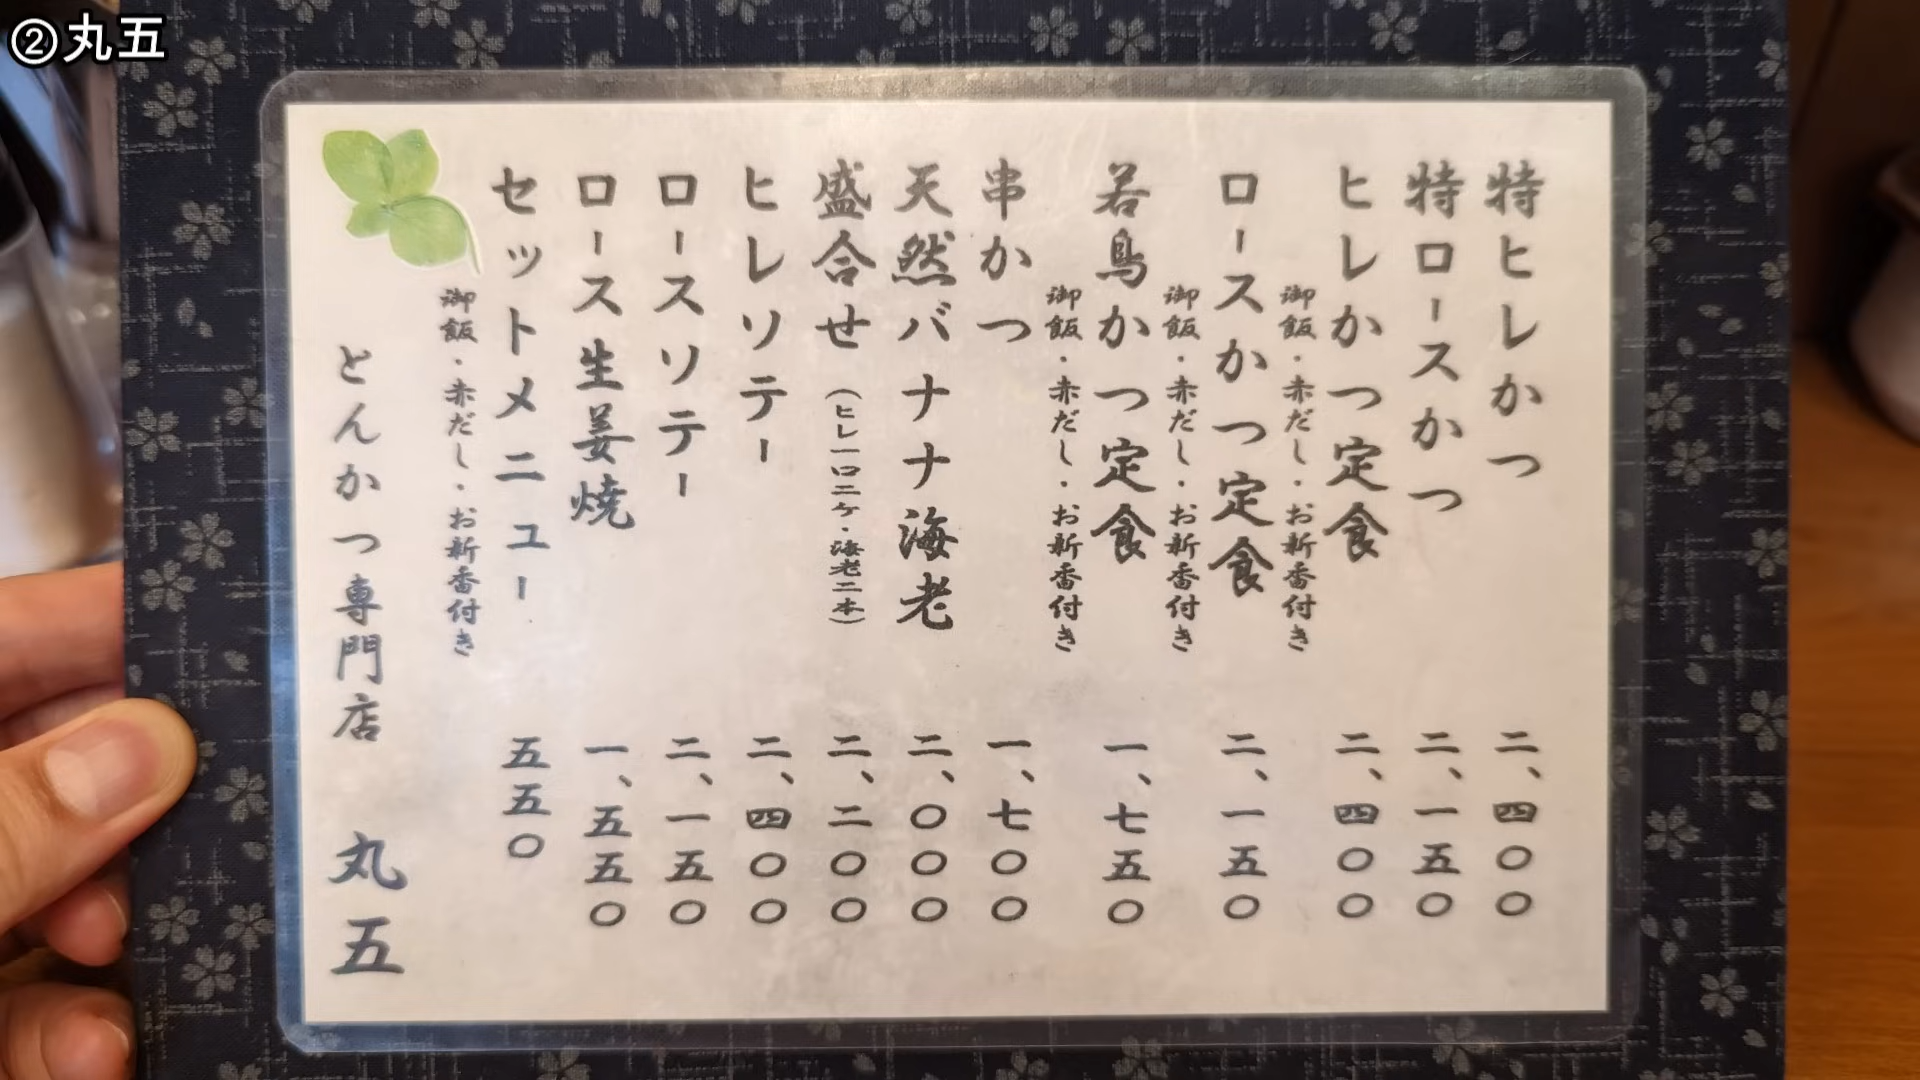 ②丸五
特ヒレかつ 二、四〇〇
特ロースかつ 二、一五〇
ヒレかつ定食 二、四〇〇
御飯・赤だし・お新香付き
ロースかつ定食 二、一五〇
御飯・赤だし・お新香付き
若鳥かつ定食 一、七五〇
御飯・赤だし・お新香付き
串かつ 一、七〇〇
天然バナナ海老 二、〇〇〇
盛合せ (ヒレ一口二ケ・海老二本) 二、二〇〇
ヒレソテー 二、四〇〇
ロースソテー 二、一五〇
ロース生姜焼 一、五五〇
セットメニュー 五五〇
御飯・赤だし・お新香付き
とんかつ専門店 丸五